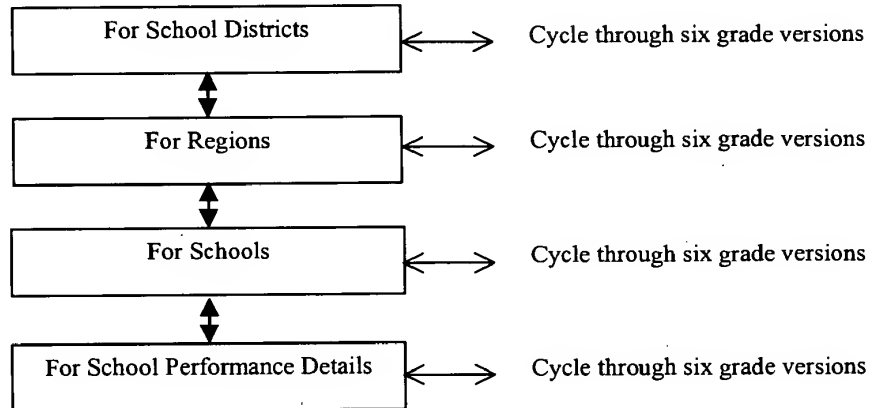 For School Districts
Cycle through six grade versions
For Regions
Cycle through six grade versions
For Schools
Cycle through six grade versions
For School Performance Details
Cycle through six grade versions